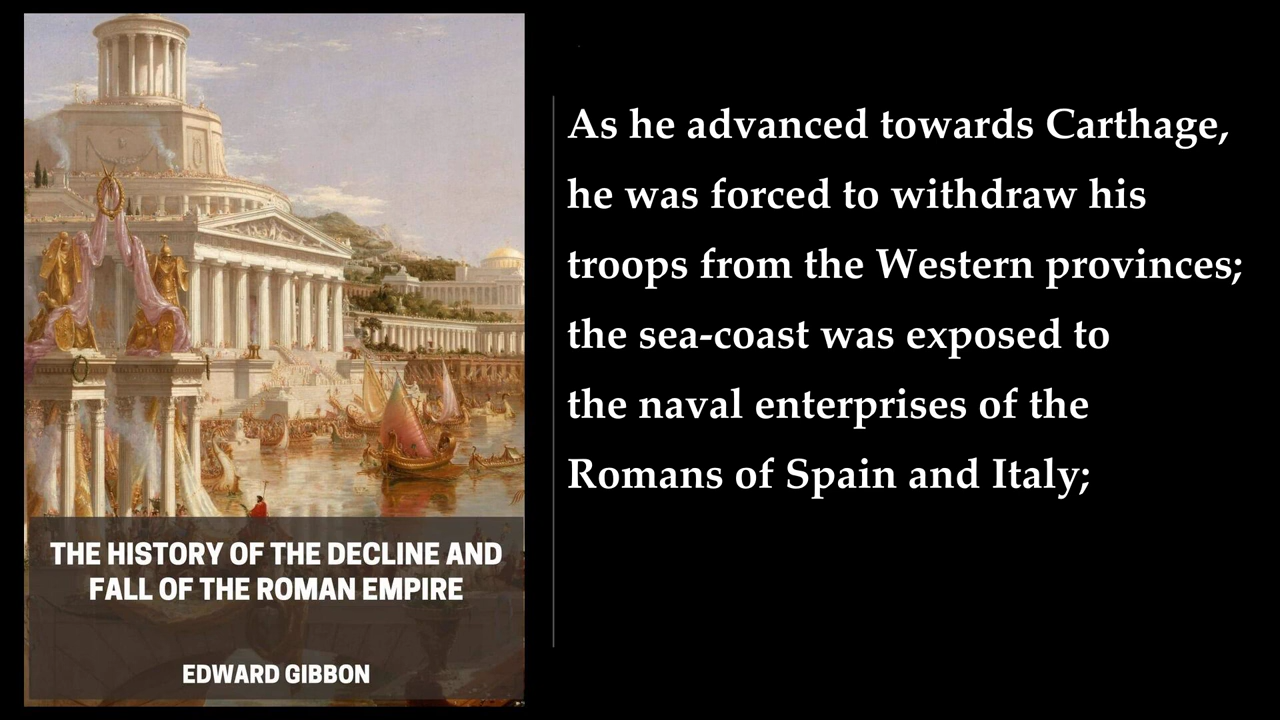 THE HISTORY OF THE DECLINE AND
FALL OF THE ROMAN EMPIRE
EDWARD GIBBON
As he advanced towards Carthage,
he was forced to withdraw his
troops from the Western provinces;
the sea-coast was exposed to
the naval enterprises of the
Romans of Spain and Italy;